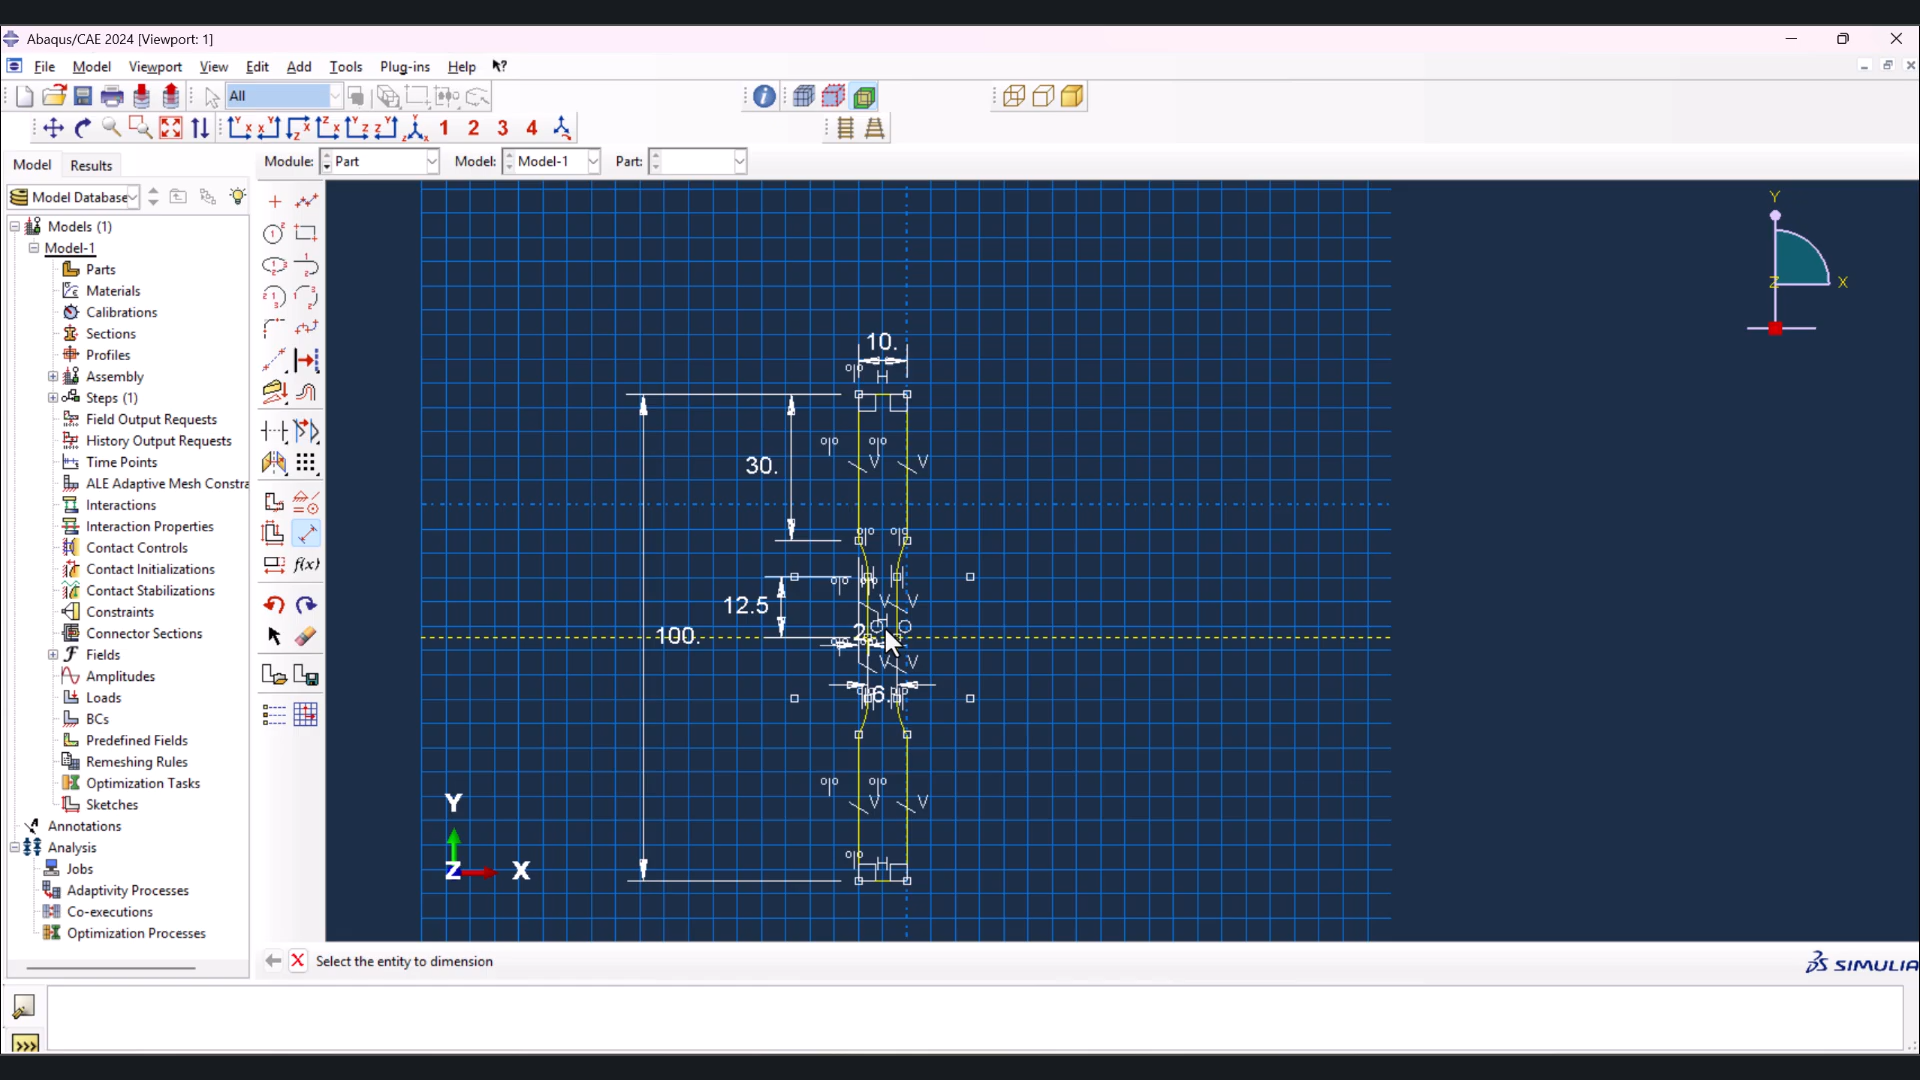 Abaqus/CAE 2024 [Viewport: 1]
File Model Viewport View Edit Add Tools Plug-ins Help
All
1 2 3 4
Model Results
Module: Part Model: Model-1 Part:
Model Database
Models (1)
Model-1
Parts
Materials
Calibrations
Sections
Profiles
Assembly
Steps (1)
Field Output Requests
History Output Requests
Time Points
ALE Adaptive Mesh Constra
Interactions
Interaction Properties
Contact Controls
Contact Initializations
Contact Stabilizations
Constraints
Connector Sections
Fields
Amplitudes
Loads
BCs
Predefined Fields
Remeshing Rules
Optimization Tasks
Sketches
Annotations
Analysis
Jobs
Adaptivity Processes
Co-executions
Optimization Processes
f(x)
Y
Z X
10.
H
30.
V V
12.5
V V
100.
2.
V V
6.
V V
H
Y
Z X
Select the entity to dimension
SIMULIA
>>>